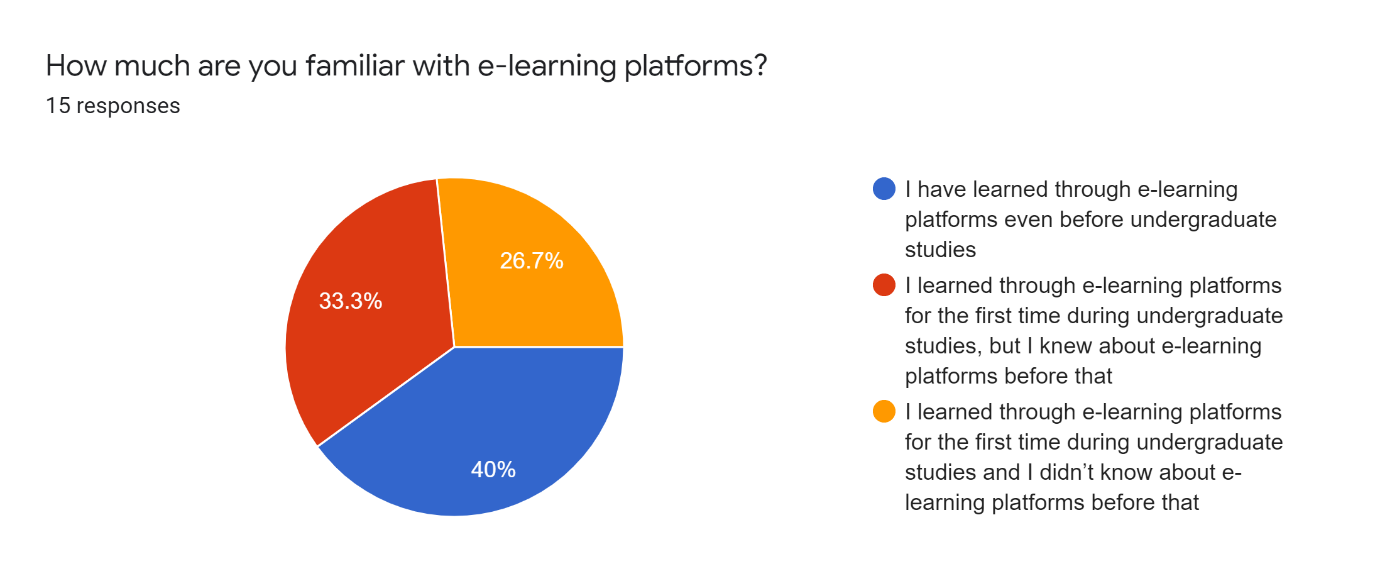 How much are you familiar with e-learning platforms?
15 responses
26.7%
33.3%
40%
I have learned through e-learning
platforms even before undergraduate
studies
I learned through e-learning platforms
for the first time during undergraduate
studies, but I knew about e-learning
platforms before that
I learned through e-learning platforms
for the first time during undergraduate
studies and I didn’t know about e-
learning platforms before that